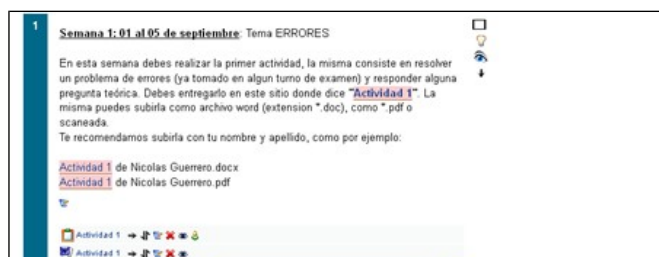 1
Semana 1: 01 al 05 de septiembre: Tema ERRORES
En esta semana debes realizar la primer actividad, la misma consiste en resolver
un problema de errores (ya tomado en algun turno de examen) y responder alguna
pregunta teórica. Debes entregarlo en este sitio donde dice "Actividad 1". La
misma puedes subirla como archivo word (extension *.doc), como *.pdf o
scaneada.
Te recomendamos subirla con tu nombre y apellido, como por ejemplo:
Actividad 1 de Nicolas Guerrero.docx
Actividad 1 de Nicolas Guerrero.pdf
Actividad 1
Actividad 1